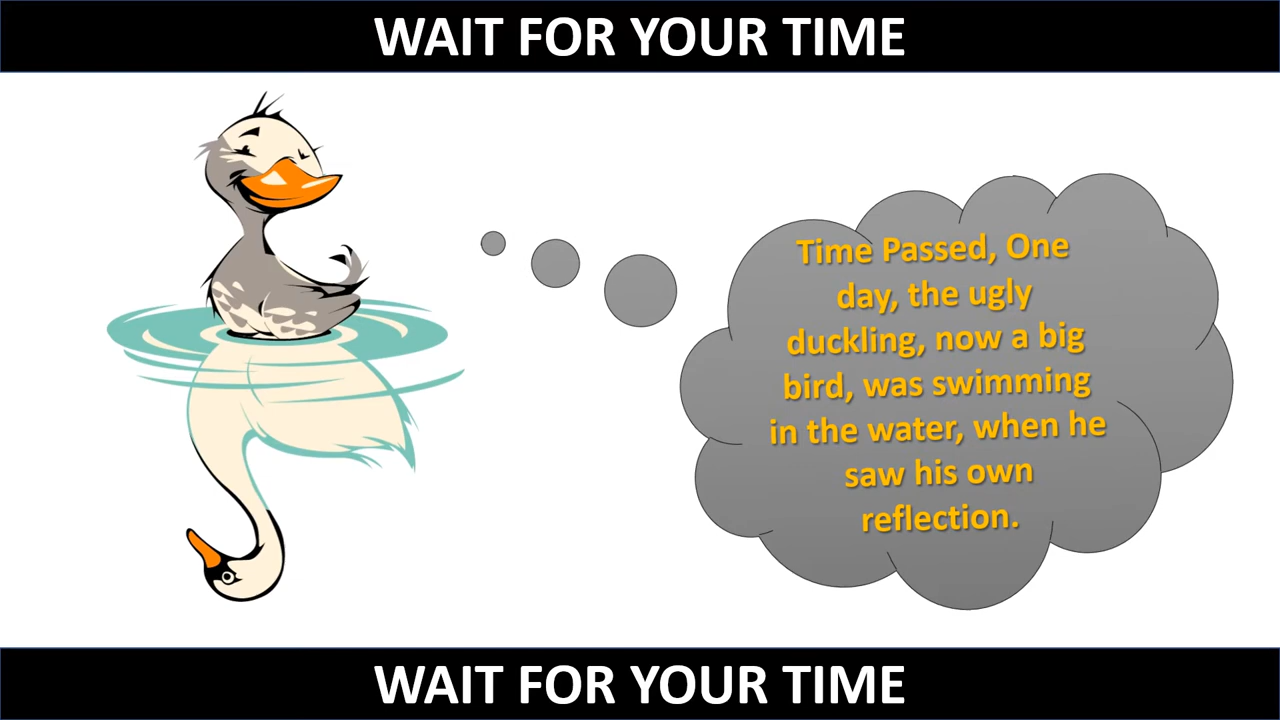 WAIT FOR YOUR TIME
Time Passed, One
day, the ugly
duckling, now a big
bird, was swimming
in the water, when he
saw his own
reflection.
WAIT FOR YOUR TIME